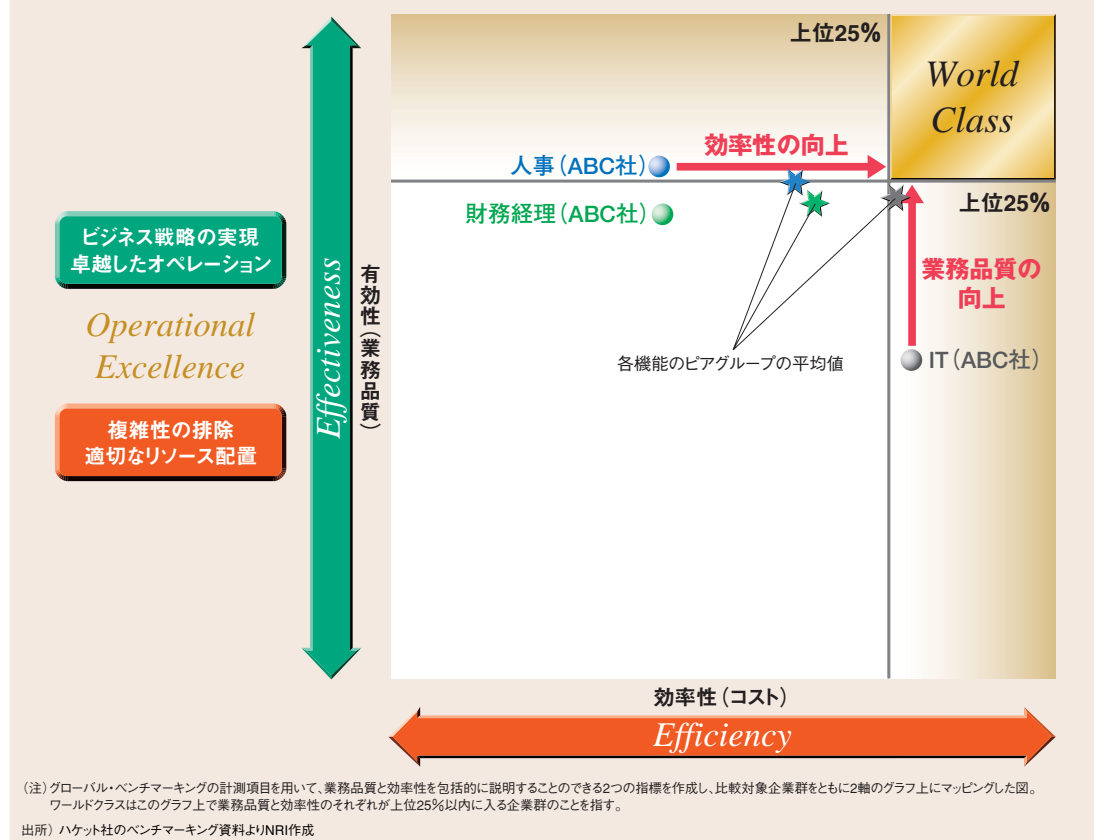 上位25%
World
Class
効率性の向上
人事（ABC社）
財務経理（ABC社）
上位25%
ビジネス戦略の実現
卓越したオペレーション
Operational
Excellence
複雑性の排除
適切なリソース配置
Effectiveness
有効性（業務品質）
業務品質の
向上
各機能のピアグループの平均値
IT（ABC社）
効率性（コスト）
Efficiency
（注）グローバル・ベンチマーキングの計測項目を用いて、業務品質と効率性を包括的に説明することのできる2つの指標を作成し、比較対象企業群をともに2軸のグラフ上にマッピングした図。
ワールドクラスはこのグラフ上で業務品質と効率性のそれぞれが上位25％以内に入る企業群のことを指す。
出所）ハケット社のベンチマーキング資料よりNRI作成